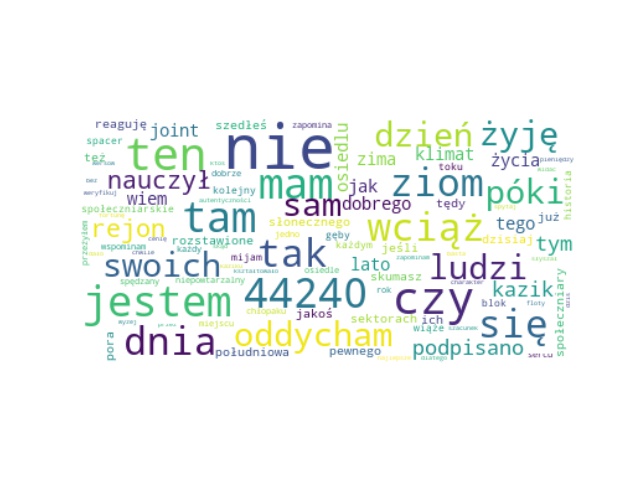 reaguję joint szedłeś zapomina
spacer ten nie osiedlu dzień żyję
też dobrze zima klimat życia pieniędzy
nauczył kolejny mam jak toku ziom póki historia
wiem autentyczności sam dobrego tędy
społeczniarskie tam słonecznego wciąż tego już
rejon rozstawione gęby dzisiaj tym
wspominam każdy tak każdym jeśli
przeżyłem swoich mijam lato zapominam ludzi
spędzany niepowtarzalny osiedle skumasz
jestem 44240 rok czy charakter kazik społeczniary
chłopaku jakoś sektorach ich blok floty
miejscu wiąże szacunek się
dnia oddycham
pora południowa pewnego podpisano sercu
dlatego